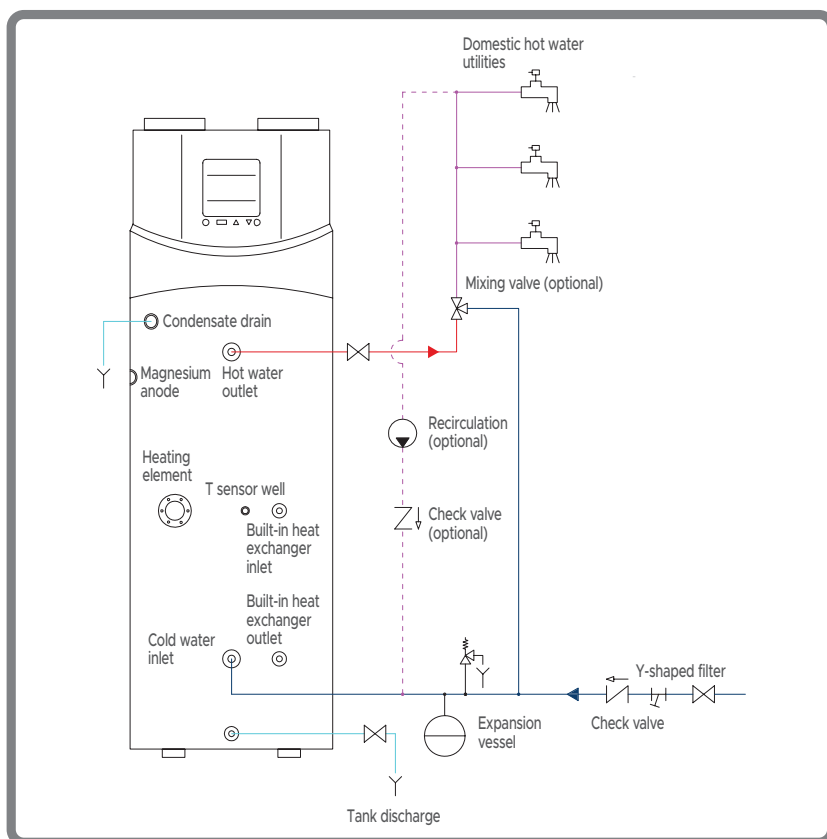 Domestic hot water
utilities
Mixing valve (optional)
Condensate drain
Magnesium
anode
Hot water
outlet
Recirculation
(optional)
Heating
element
T sensor well
Check valve
(optional)
Built-in heat
exchanger
inlet
Built-in heat
exchanger
outlet
Cold water
inlet
Y-shaped filter
Check valve
Expansion
vessel
Tank discharge